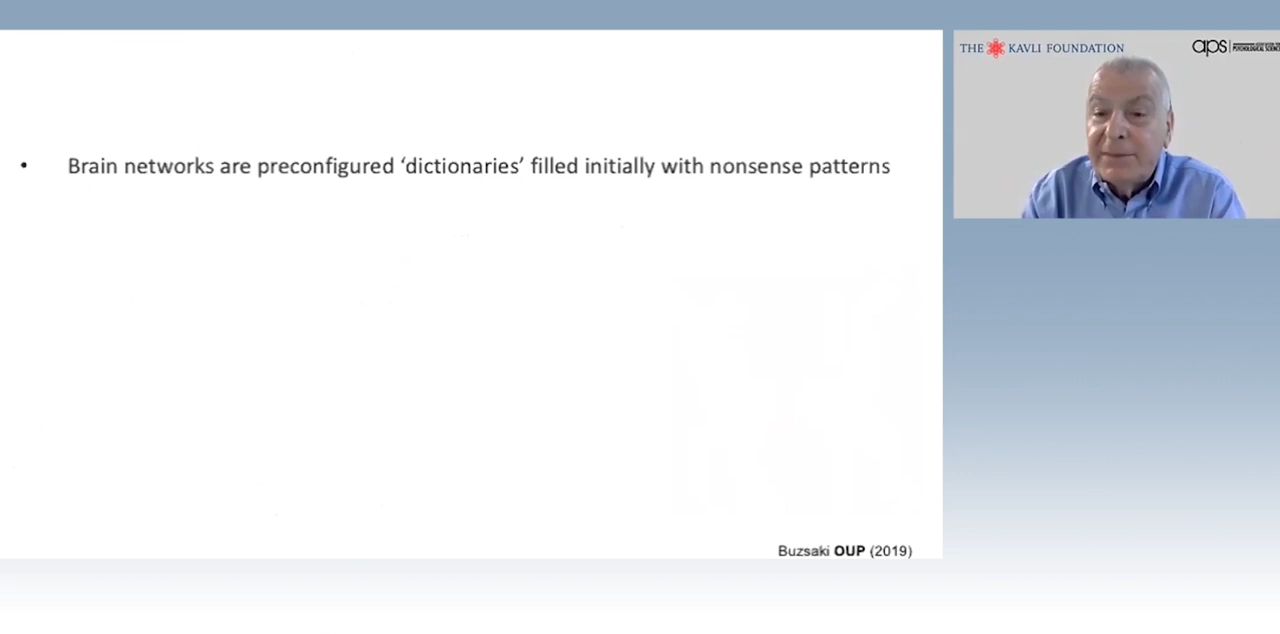 THE KAVLI FOUNDATION
aps
• Brain networks are preconfigured ‘dictionaries’ filled initially with nonsense patterns
Buzsaki OUP (2019)